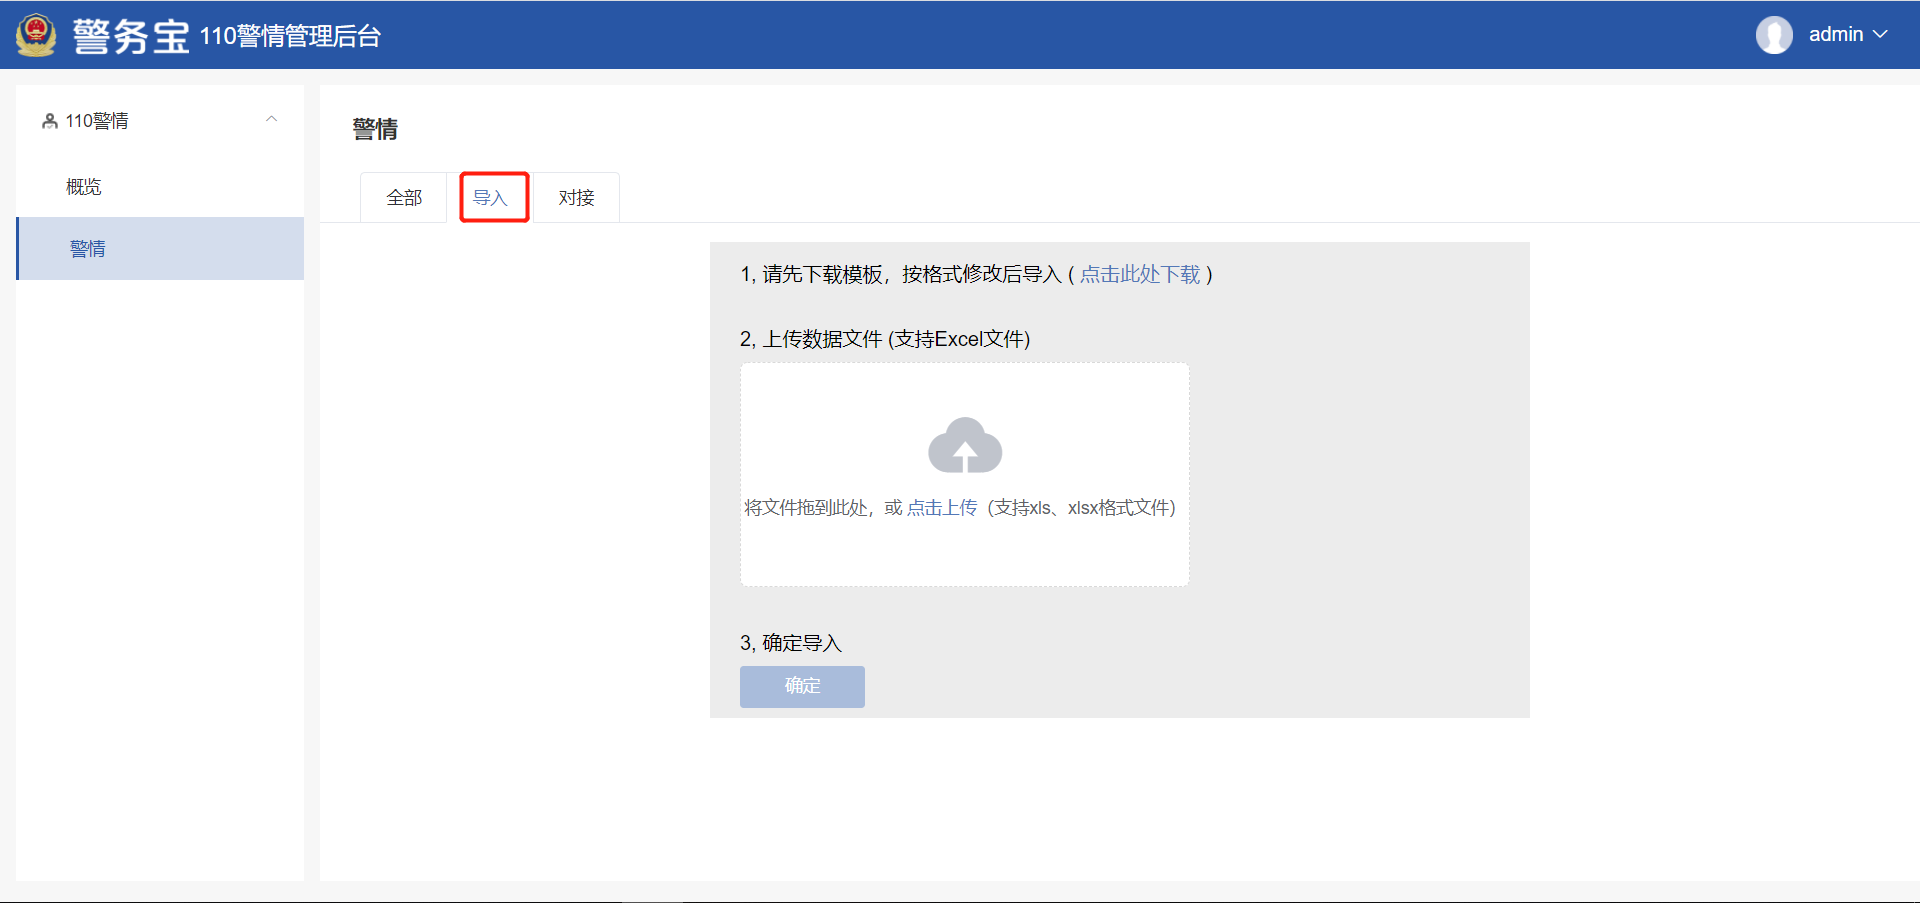 警务宝 110警情管理后台
admin
110警情
概览
警情
警情
全部
导入
对接
1, 请先下载模板，按格式修改后导入 ( 点击此处下载 )
2, 上传数据文件 (支持Excel文件)
将文件拖到此处，或 点击上传（支持xls、xlsx格式文件）
3, 确定导入
确定